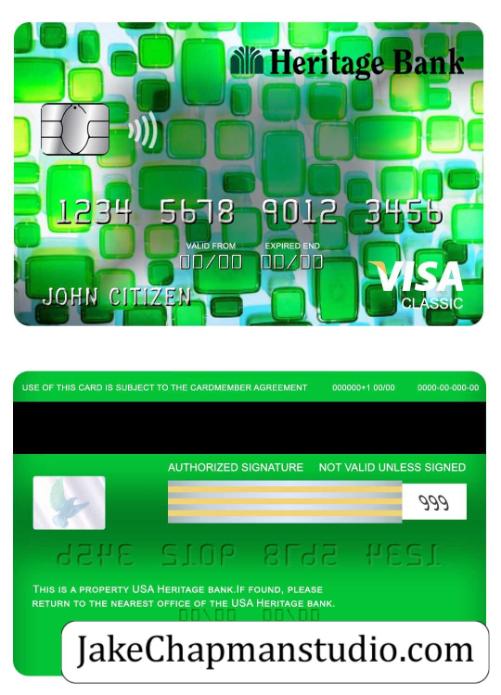 Heritage Bank
1234 5678 9012 3456
VALID FROM EXPIRED END
00/00 00/00
JOHN CITIZEN
VISA
CLASSIC
USE OF THIS CARD IS SUBJECT TO THE CARDMEMBER AGREEMENT 000000+1 00/00 0000-00-000-00
AUTHORIZED SIGNATURE NOT VALID UNLESS SIGNED
999
THIS IS A PROPERTY USA HERITAGE BANK.IF FOUND, PLEASE
RETURN TO THE NEAREST OFFICE OF THE USA HERITAGE BANK.
JakeChapmanstudio.com